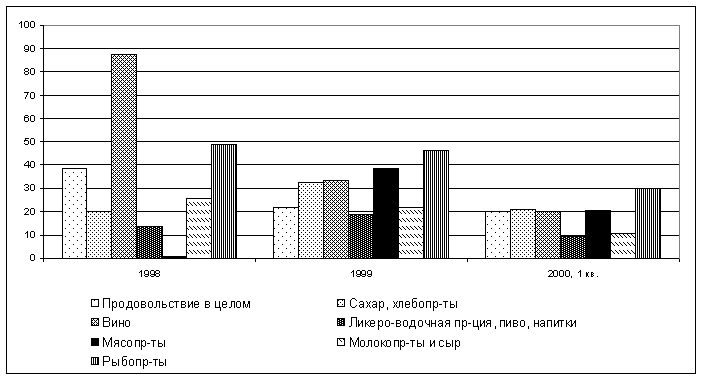 100
90
80
70
60
50
40
30
20
10
0
1998 1999 2000, 1 кв.
Продовольствие в целом Сахар, хлебопр-ты
Вино Ликеро-водочная пр-ция, пиво, напитки
Мясопр-ты Молокопр-ты и сыр
Рыбопр-ты